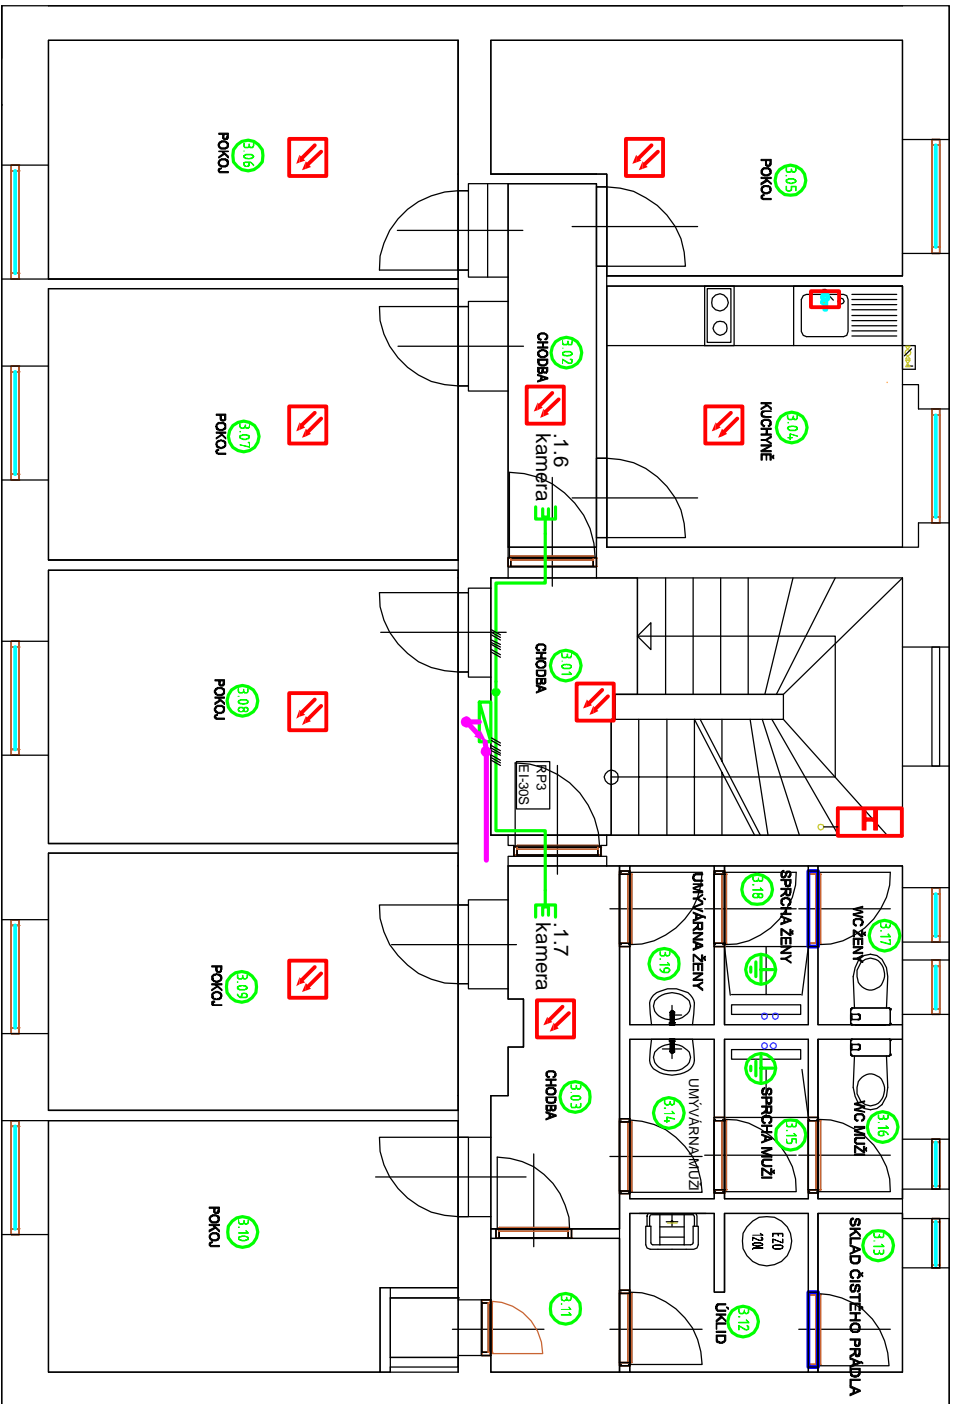 3.06
POKOJ
3.05
POKOJ
3.07
POKOJ
3.02
CHODBA
3.04
KUCHYNĚ
.1.6
kamera
3.08
POKOJ
3.01
CHODBA
RP3
EI-30S
H
3.09
POKOJ
.1.7
kamera
3.03
CHODBA
3.19
UMÝVÁRNA ŽENY
3.18
SPRCHA ŽENY
3.17
WC ŽENY
3.14
UMÝVÁRNA MUŽI
3.15
SPRCHA MUŽI
3.16
WC MUŽI
3.10
POKOJ
3.11
3.12
ÚKLID
EZO
120l
3.13
SKLAD ČISTÉHO PRÁDLA